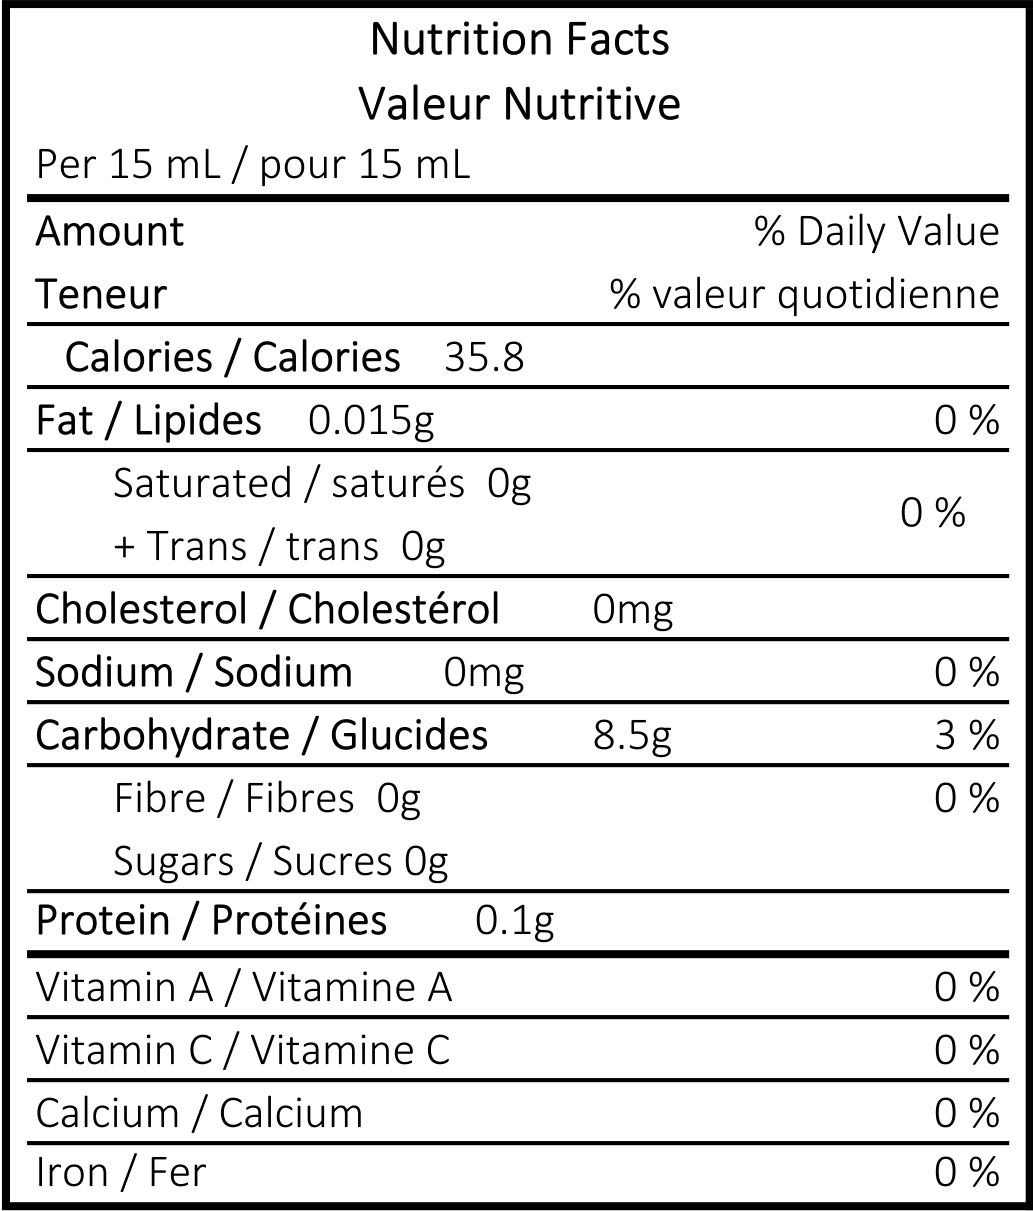 Nutrition Facts
Valeur Nutritive
Per 15 mL / pour 15 mL
Amount % Daily Value
Teneur % valeur quotidienne
Calories / Calories 35.8
Fat / Lipides 0.015g 0 %
Saturated / saturés 0g
0 %
+ Trans / trans 0g
Cholesterol / Cholestérol 0mg
Sodium / Sodium 0mg 0 %
Carbohydrate / Glucides 8.5g 3 %
Fibre / Fibres 0g 0 %
Sugars / Sucres 0g
Protein / Protéines 0.1g
Vitamin A / Vitamine A 0 %
Vitamin C / Vitamine C 0 %
Calcium / Calcium 0 %
Iron / Fer 0 %